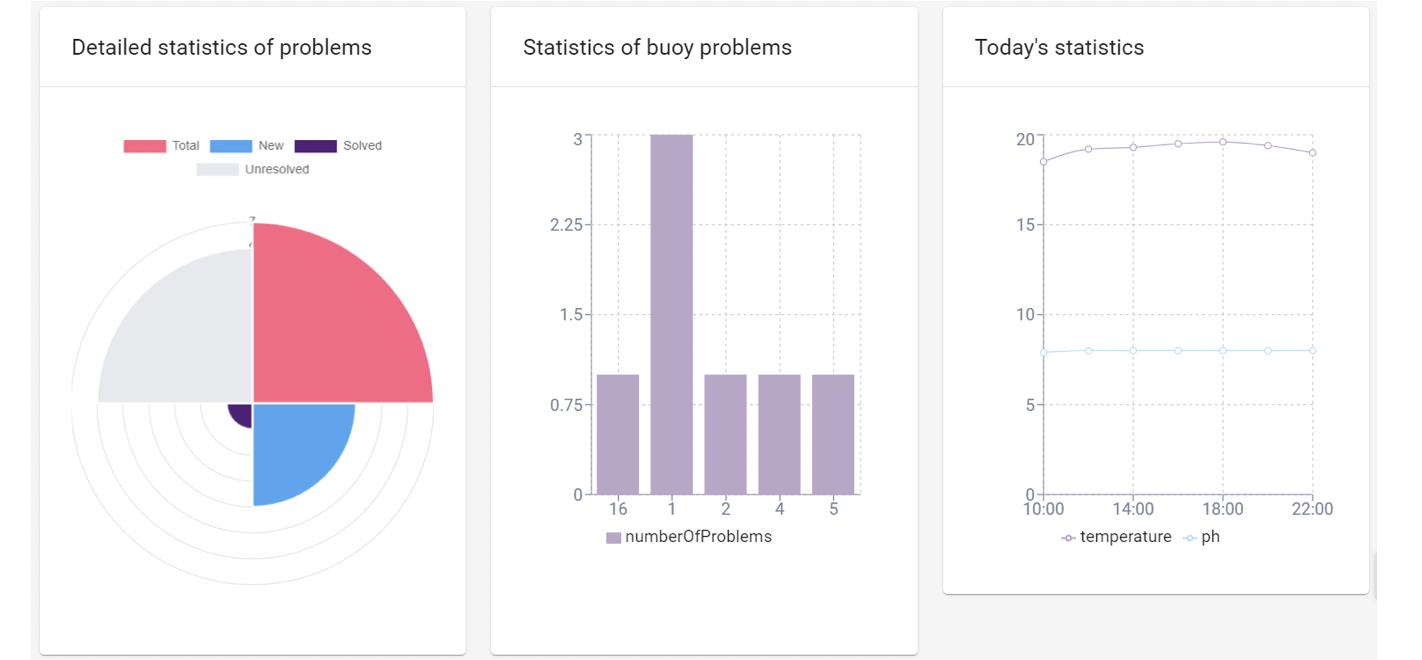 Detailed statistics of problems
Total New Solved
Unresolved
7
Statistics of buoy problems
3
2.25
1.5
0.75
0
16 1 2 4 5
numberOfProblems
Today's statistics
20
15
10
5
0
10:00 14:00 18:00 22:00
temperature ph